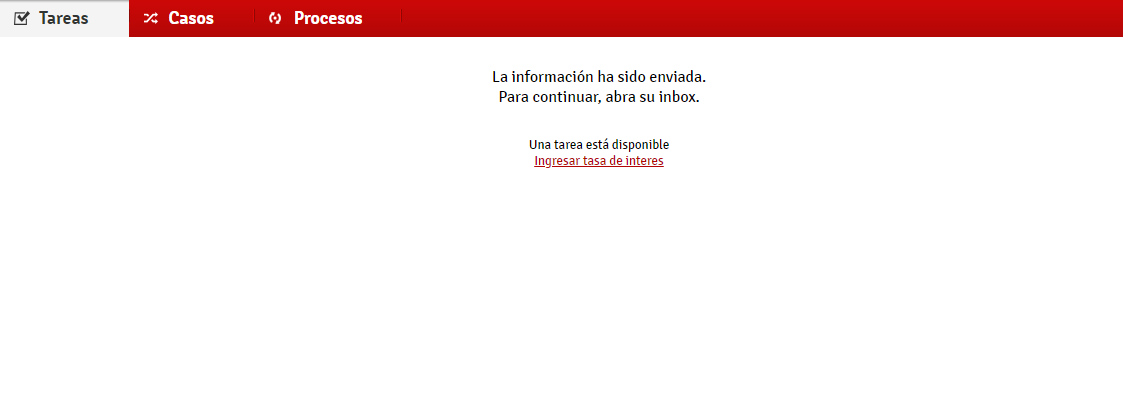 Tareas
Casos
Procesos
La información ha sido enviada.
Para continuar, abra su inbox.
Una tarea está disponible
Ingresar tasa de interes